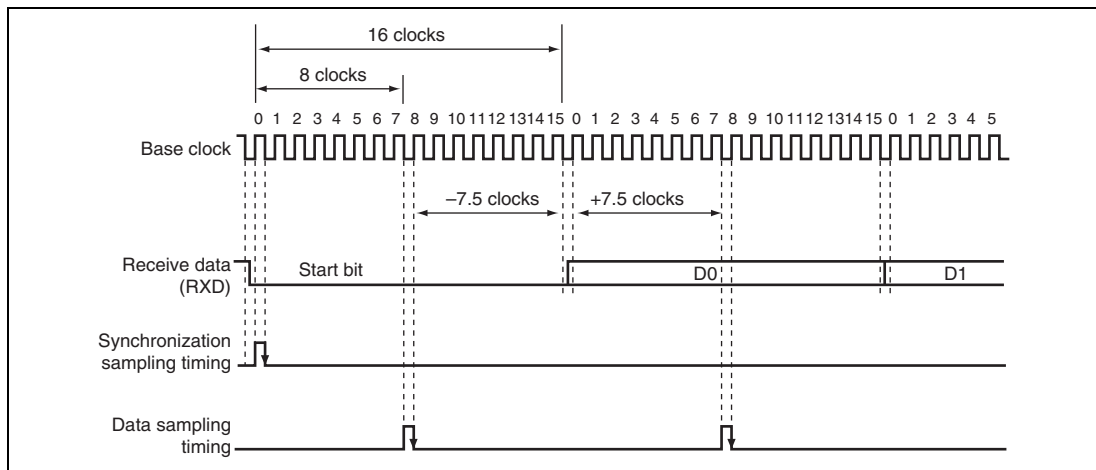 16 clocks
8 clocks
0 1 2 3 4 5 6 7 8 9 10 11 12 13 14 15 0 1 2 3 4 5 6 7 8 9 10 11 12 13 14 15 0 1 2 3 4 5
Base clock
–7.5 clocks +7.5 clocks
Receive data
(RXD)
Start bit D0 D1
Synchronization
sampling timing
Data sampling
timing